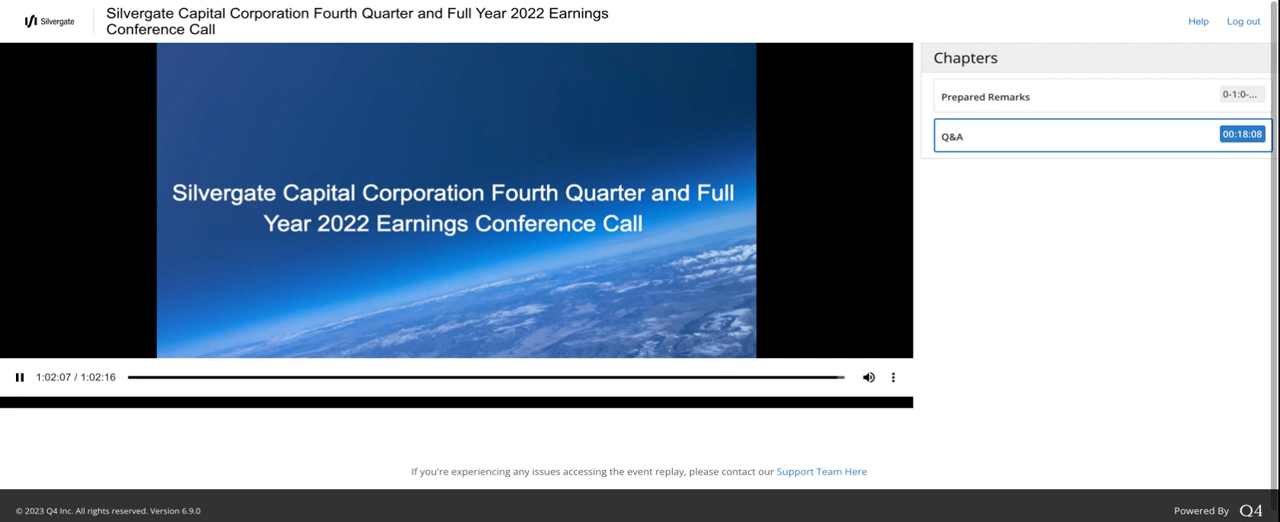 Silvergate
Silvergate Capital Corporation Fourth Quarter and Full Year 2022 Earnings
Conference Call
Help
Log out
Silvergate Capital Corporation Fourth Quarter and Full
Year 2022 Earnings Conference Call
1:02:07 / 1:02:16
Chapters
Prepared Remarks
0-1:0-...
Q&A
00:18:08
If you're experiencing any issues accessing the event replay, please contact our Support Team Here
© 2023 Q4 Inc. All rights reserved. Version 6.9.0
Powered By Q4